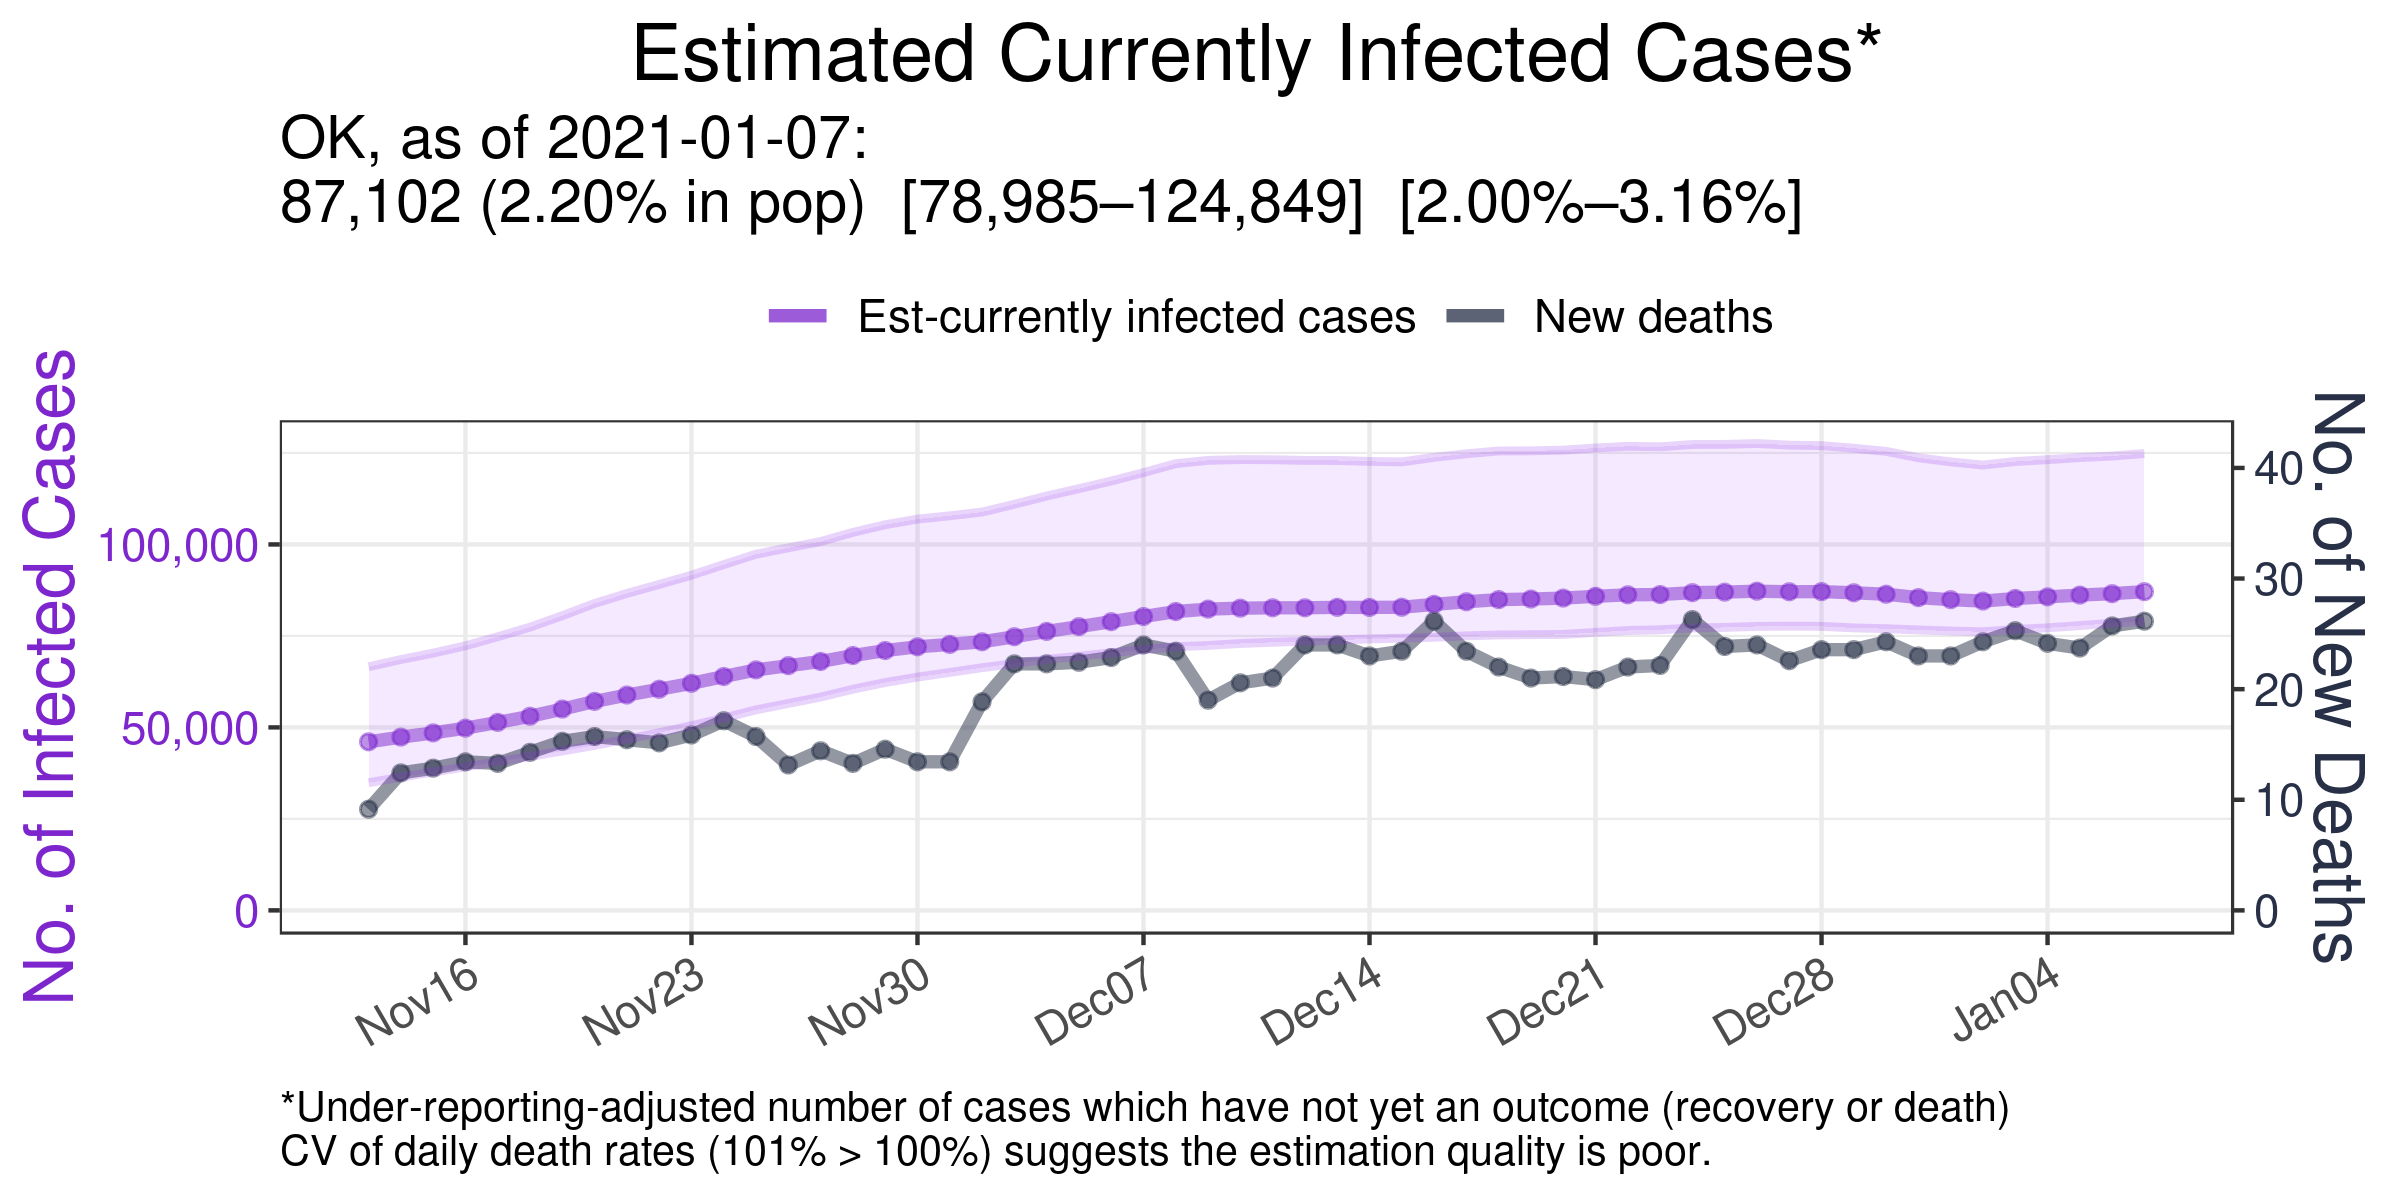 Estimated Currently Infected Cases*
OK, as of 2021-01-07:
87,102 (2.20% in pop)  [78,985–124,849]  [2.00%–3.16%]
Est-currently infected cases
New deaths
No. of Infected Cases
100,000
50,000
0
40
30
20
10
0
No. of New Deaths
Nov16
Nov23
Nov30
Dec07
Dec14
Dec21
Dec28
Jan04
*Under-reporting-adjusted number of cases which have not yet an outcome (recovery or death)
CV of daily death rates (101% > 100%) suggests the estimation quality is poor.